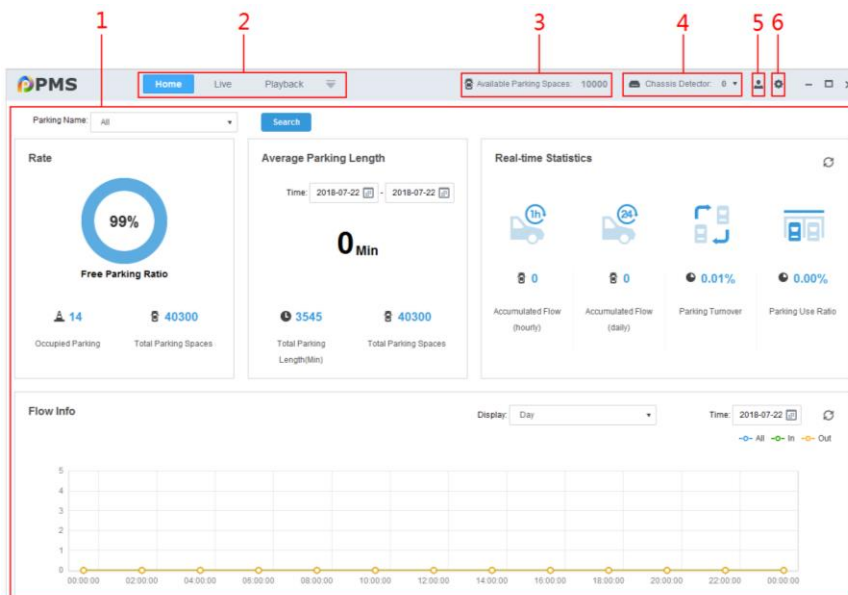 1 2 3 4 5 6
PMS Home Live Playback Available Parking Spaces: 10000 Chassis Detector: 0
Parking Name: All Search
Rate
99%
Free Parking Ratio
14 40300
Occupied Parking Total Parking Spaces
Average Parking Length
Time: 2018-07-22 - 2018-07-22
0 Min
3545 40300
Total Parking Total Parking Spaces
Length(Min)
Real-time Statistics
1h 24
0 0 0.01% 0.00%
Accumulated Flow Accumulated Flow Parking Turnover Parking Use Ratio
(hourly) (daily)
Flow Info Display: Day Time: 2018-07-22
All In Out
5
4
3
2
1
0
00:00:00 02:00:00 04:00:00 06:00:00 08:00:00 10:00:00 12:00:00 14:00:00 16:00:00 18:00:00 20:00:00 22:00:00 00:00:00